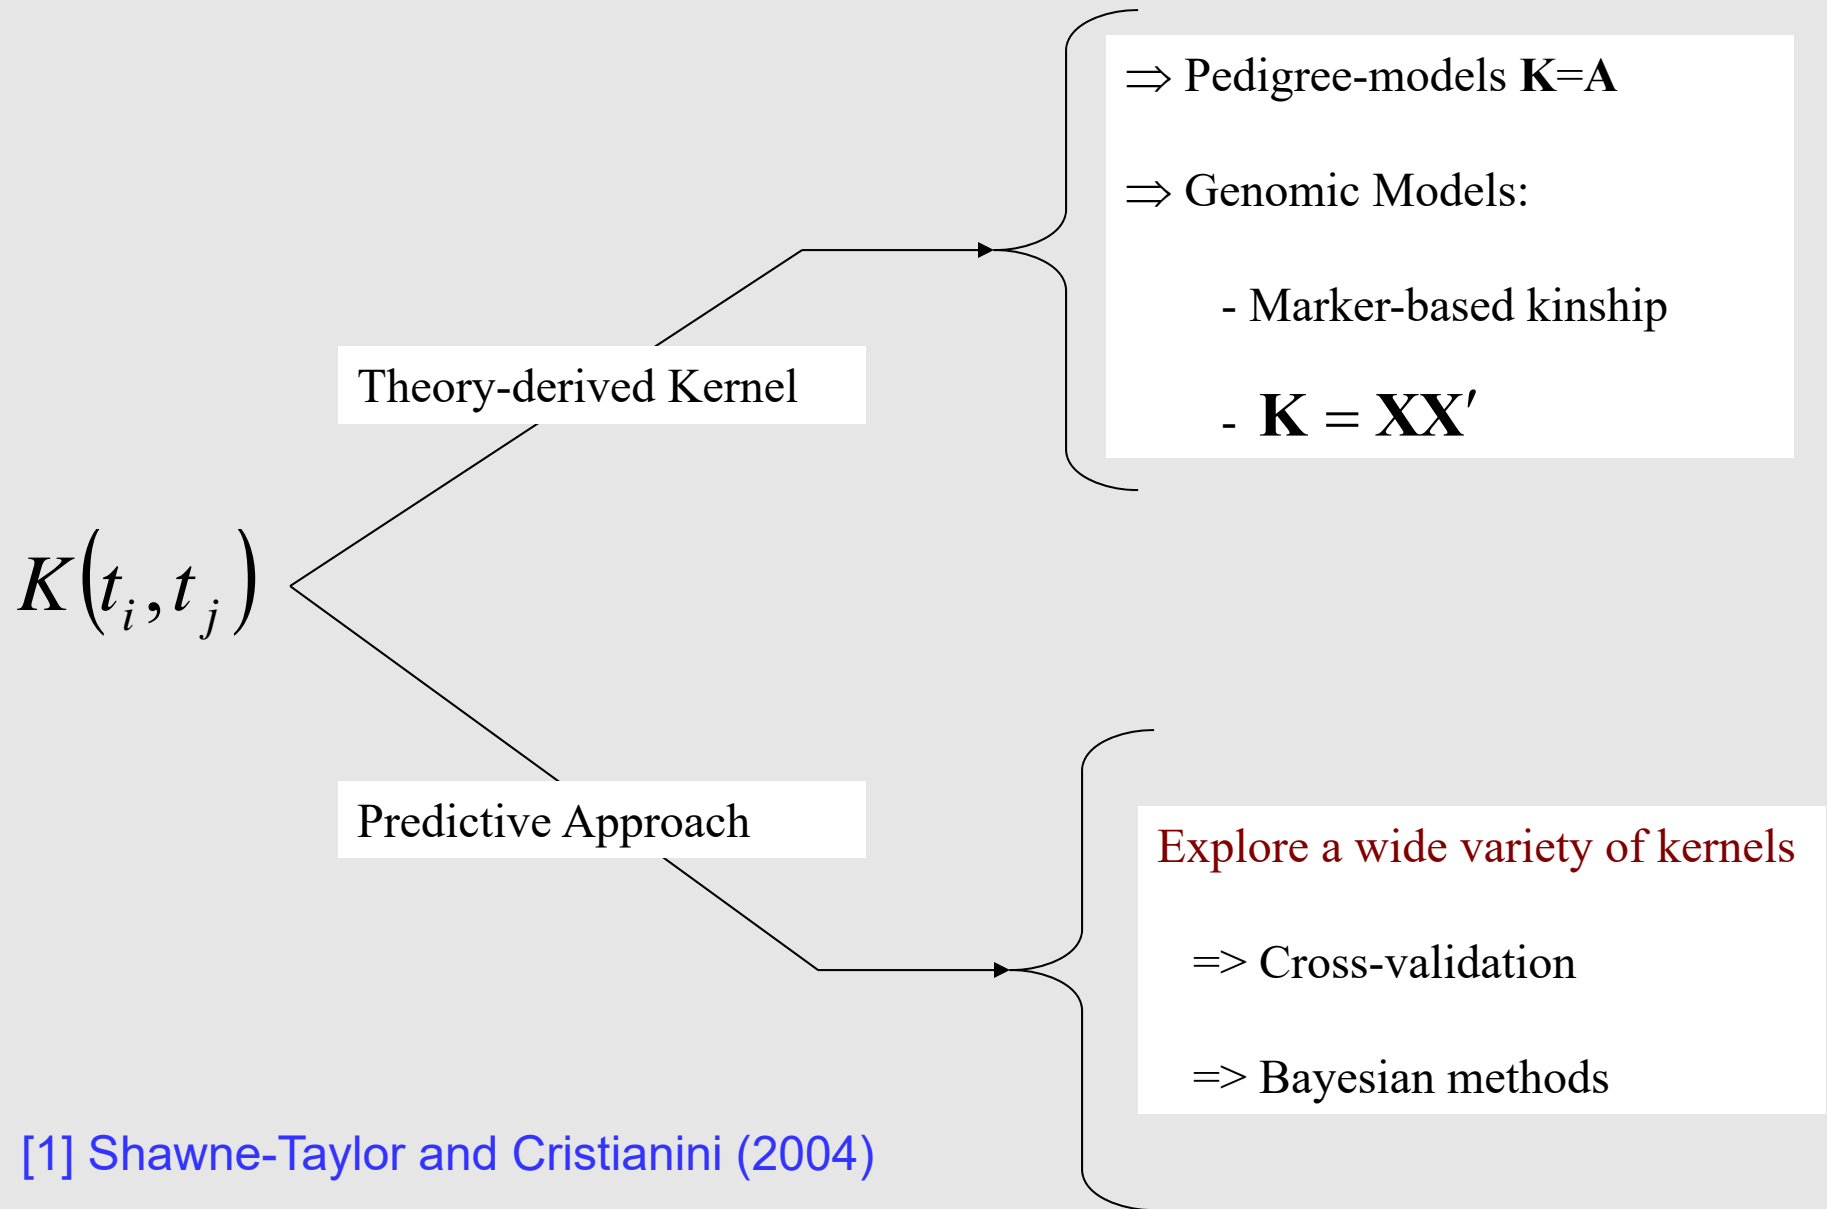 ⇒ Pedigree-models K=A
⇒ Genomic Models:
- Marker-based kinship
- K = XX′
Theory-derived Kernel
K(t_i, t_j)
Predictive Approach
Explore a wide variety of kernels
=> Cross-validation
=> Bayesian methods
[1] Shawne-Taylor and Cristianini (2004)